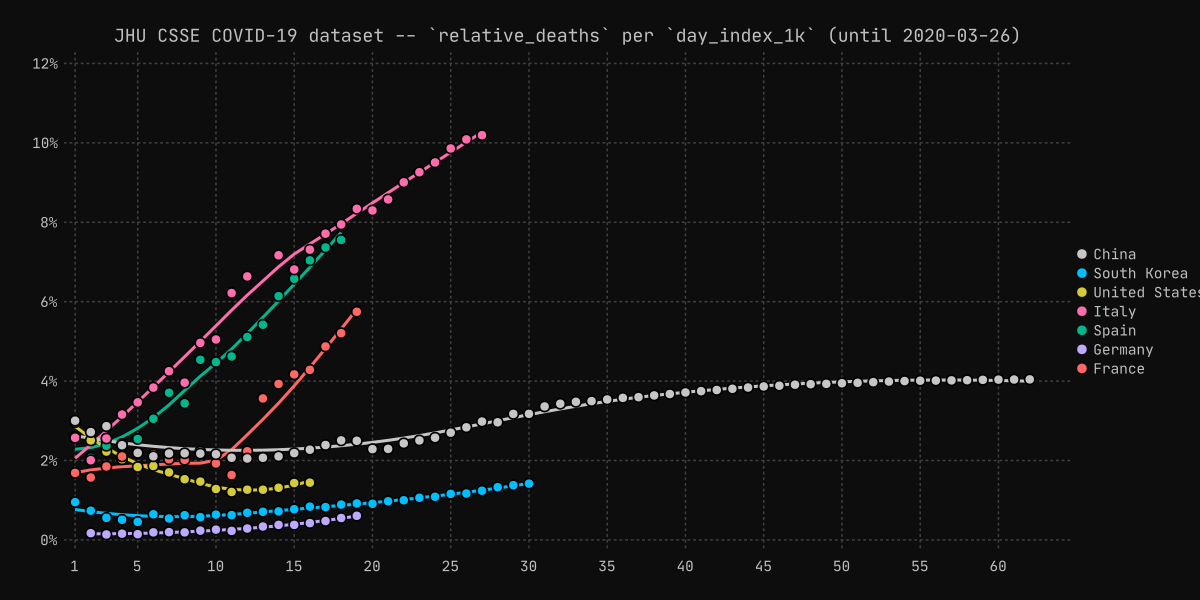 JHU CSSE COVID-19 dataset -- `relative_deaths` per `day_index_1k` (until 2020-03-26)
12%
10%
8%
6%
4%
2%
0%
1 5 10 15 20 25 30 35 40 45 50 55 60
China
South Korea
United States
Italy
Spain
Germany
France